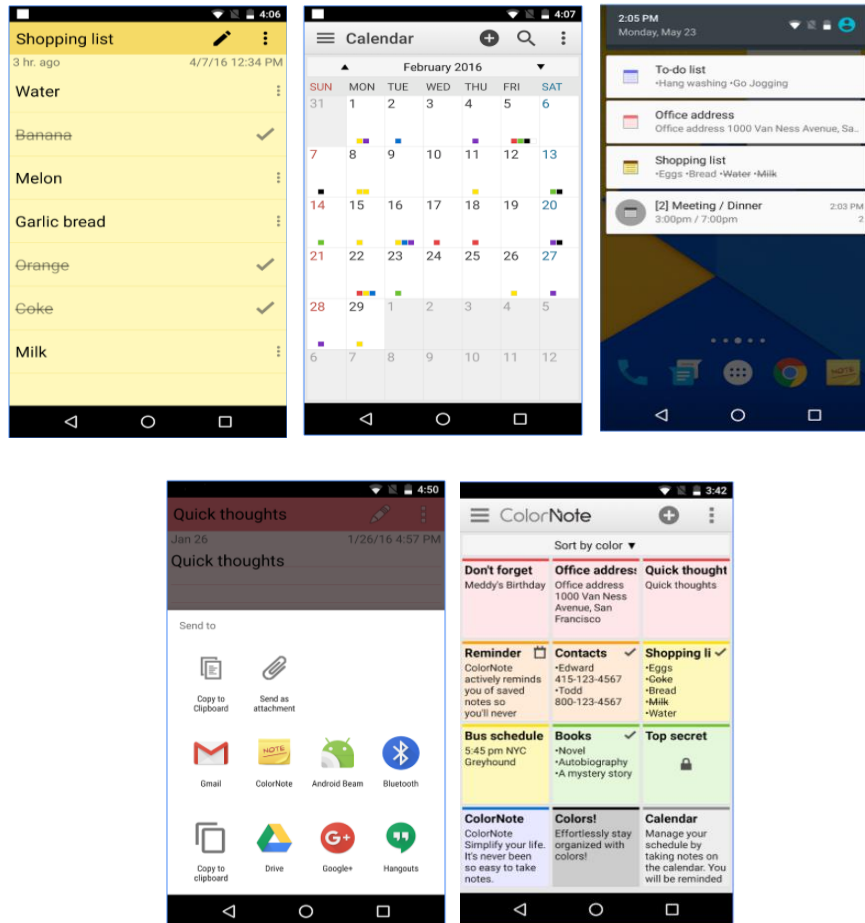 4:06
Shopping list
3 hr. ago 4/7/16 12:34 PM
Water
Banana
Melon
Garlic bread
Orange
Coke
Milk
4:07
Calendar
February 2016
SUN MON TUE WED THU FRI SAT
31 1 2 3 4 5 6
7 8 9 10 11 12 13
14 15 16 17 18 19 20
21 22 23 24 25 26 27
28 29 1 2 3 4 5
6 7 8 9 10 11 12
2:05 PM
Monday, May 23
To-do list
•Hang washing •Go Jogging
Office address
Office address 1000 Van Ness Avenue, Sa..
Shopping list
•Eggs •Bread •Water •Milk
[2] Meeting / Dinner 2:03 PM
3:00pm / 7:00pm 2
NOTE
4:50
Quick thoughts
Jan 26 1/26/16 4:57 PM
Quick thoughts
Send to
Copy to
Clipboard
Send as
attachment
NOTE
Gmail ColorNote Android Beam Bluetooth
G+
Copy to
clipboard
Drive Google+ Hangouts
3:42
ColorNote
Sort by color ▼
Don't forget
Meddy's Birthday
Office address
Office address
1000 Van Ness
Avenue, San
Francisco
Quick thought
Quick thoughts
Reminder
ColorNote
actively reminds
you of saved
notes so
you'll never
Contacts
•Edward
415-123-4567
•Todd
800-123-4567
Shopping li
•Eggs
•Coke
•Bread
•Milk
•Water
Bus schedule
5:45 pm NYC
Greyhound
Books
•Novel
•Autobiography
•A mystery story
Top secret
ColorNote
ColorNote
Simplify your life.
It's never been
so easy to take
notes.
Colors!
Effortlessly stay
organized with
colors!
Calendar
Manage your
schedule by
taking notes on
the calendar. You
will be reminded